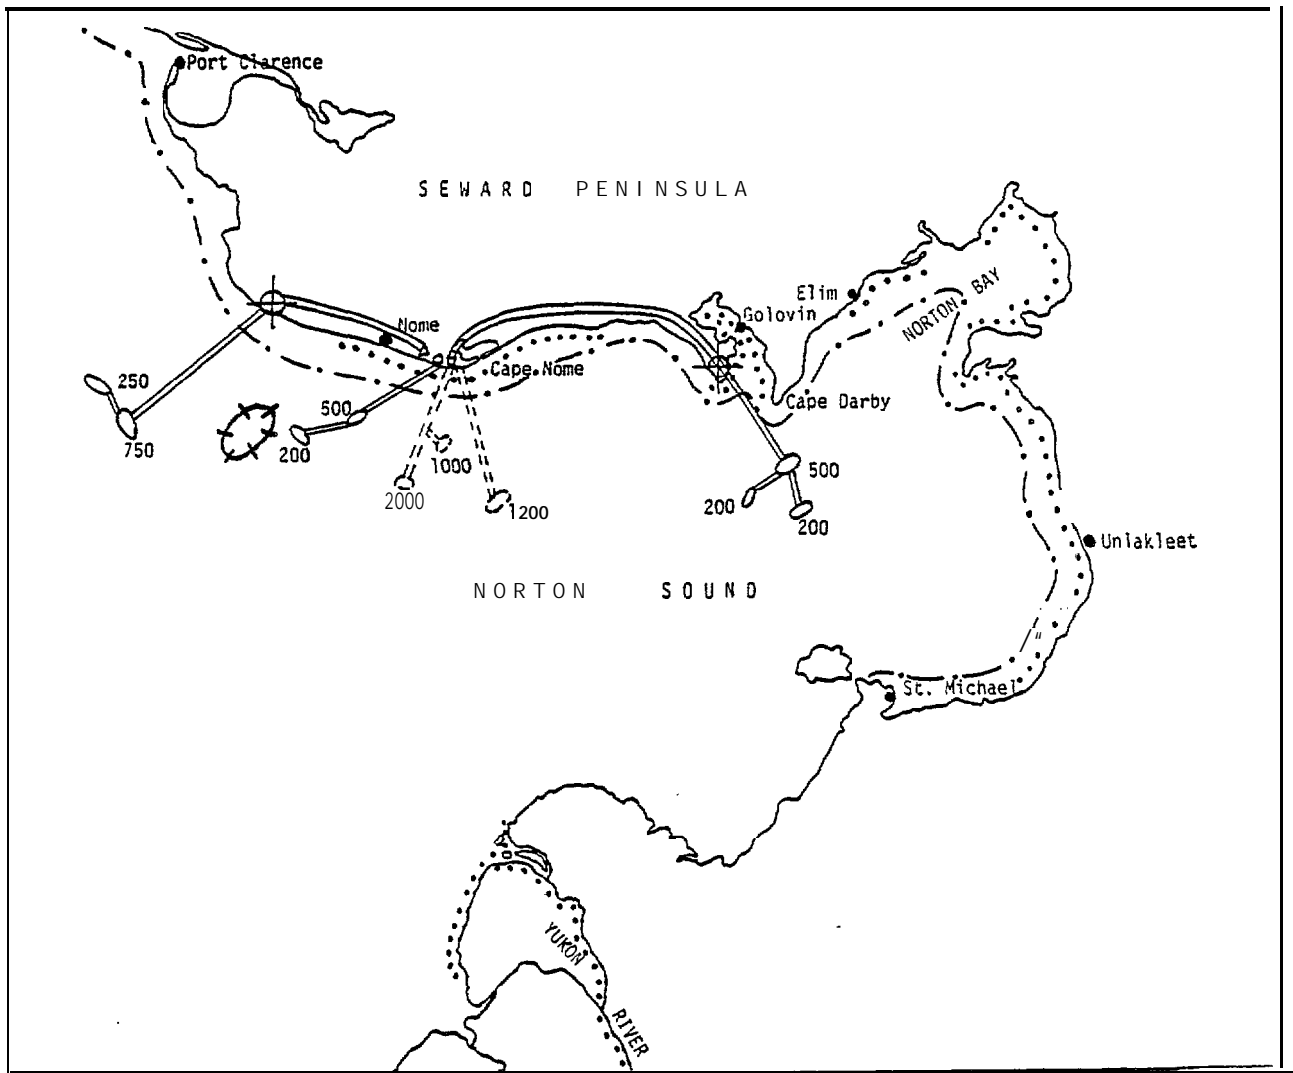 Port Clarence
SEWARD PENINSULA
NORTON BAY
Elim
Golovin
Nome
Cape Nome
Cape Darby
250
750
500
200
1000
2000
1200
500
200
200
Unlakleet
NORTON SOUND
St. Michael
YUKON
RIVER